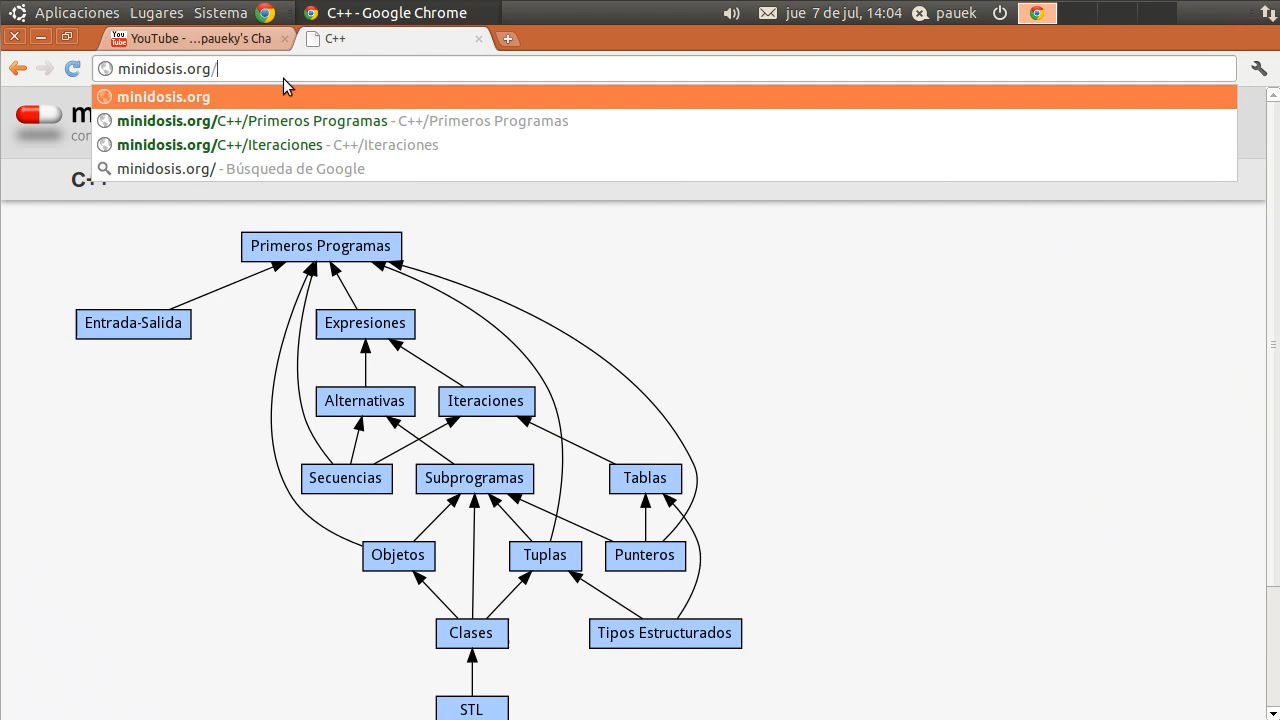 Aplicaciones Lugares Sistema C++ - Google Chrome jue 7 de jul, 14:04 pauek
YouTube - ...paueky's Cha C++
minidosis.org/
minidosis.org
minidosis.org/C++/Primeros Programas - C++/Primeros Programas
minidosis.org/C++/Iteraciones - C++/Iteraciones
minidosis.org/ - Búsqueda de Google
Primeros Programas
Entrada-Salida Expresiones
Alternativas Iteraciones
Secuencias Subprogramas Tablas
Objetos Tuplas Punteros
Clases Tipos Estructurados
STL